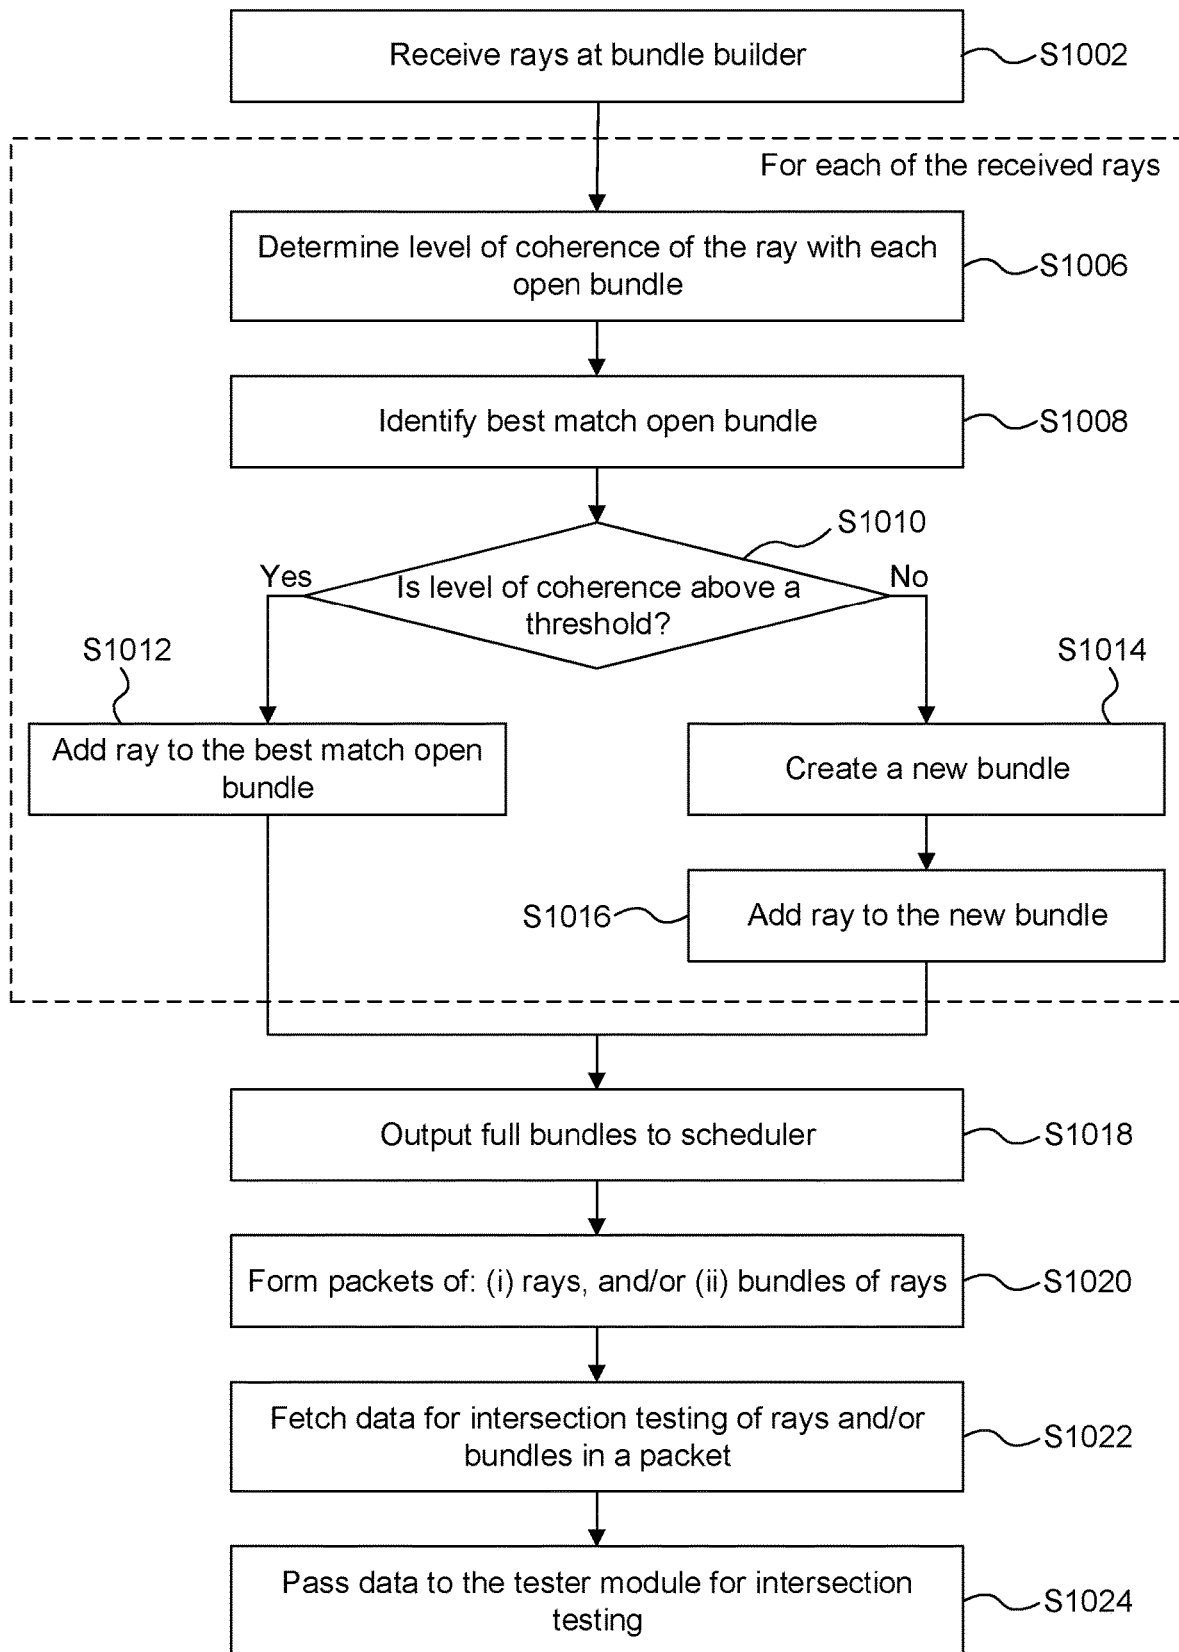 Receive rays at bundle builder
S1002
For each of the received rays
Determine level of coherence of the ray with each
open bundle
S1006
Identify best match open bundle
S1008
S1010
Yes
Is level of coherence above a
threshold?
No
S1012
S1014
Add ray to the best match open
bundle
Create a new bundle
S1016
Add ray to the new bundle
Output full bundles to scheduler
S1018
Form packets of: (i) rays, and/or (ii) bundles of rays
S1020
Fetch data for intersection testing of rays and/or
bundles in a packet
S1022
Pass data to the tester module for intersection
testing
S1024